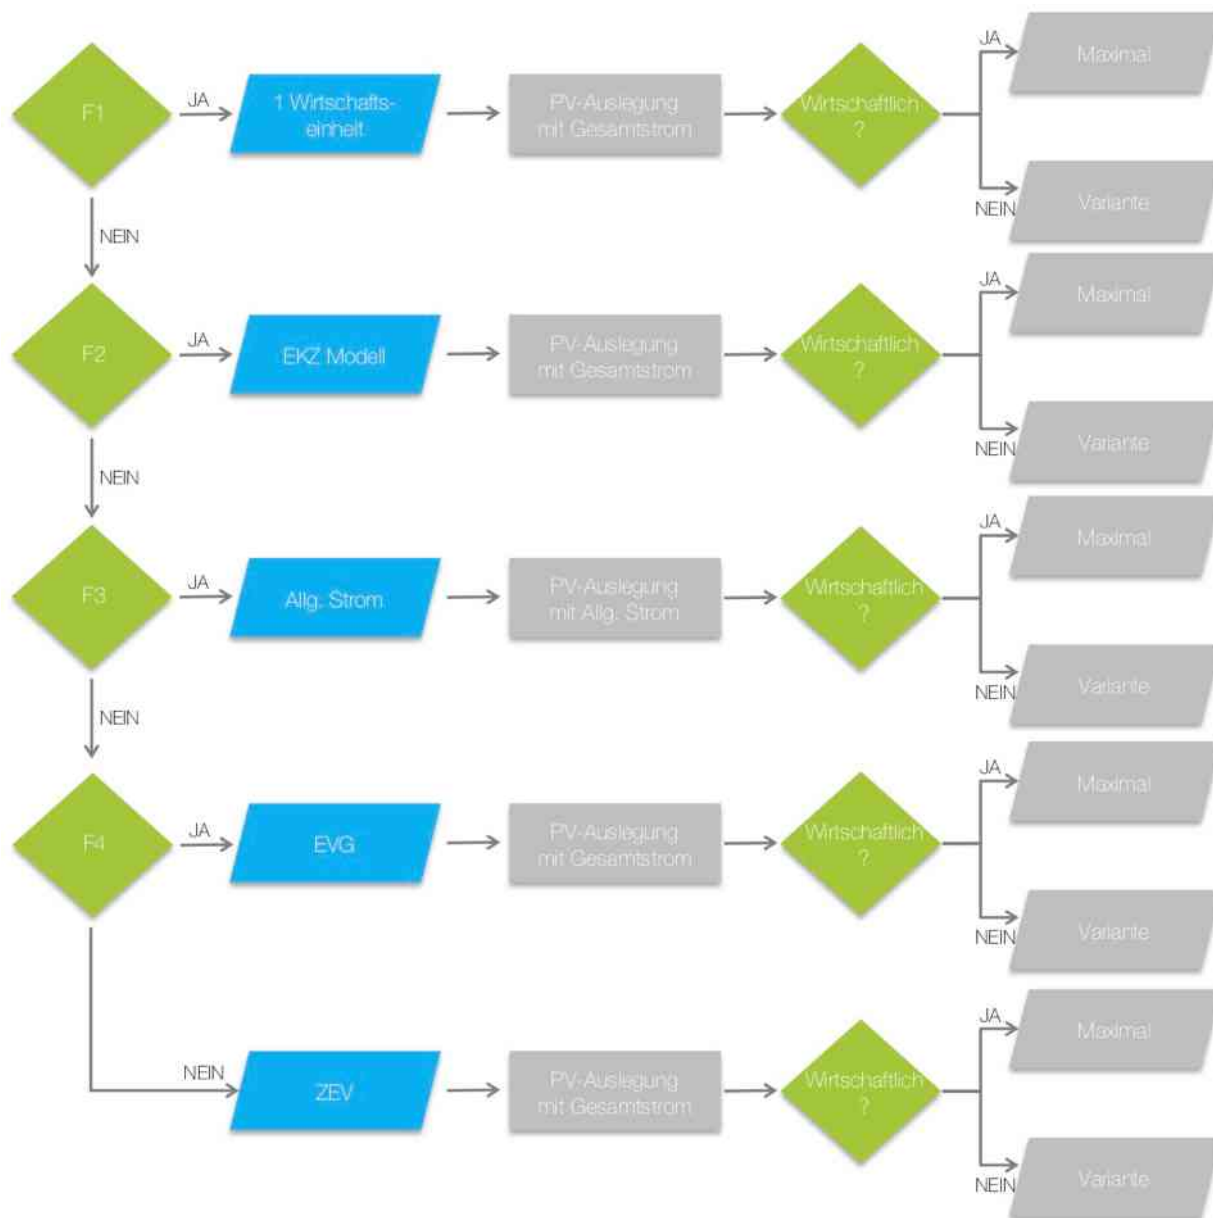 F1
JA
1 Wirtschafts-
einheit
PV-Auslegung
mit Gesamtstrom
Wirtschaftlich
?
JA
Maximal
NEIN
Variante
NEIN
F2
JA
EKZ Modell
PV-Auslegung
mit Gesamtstrom
Wirtschaftlich
?
JA
Maximal
NEIN
Variante
NEIN
F3
JA
Allg. Strom
PV-Auslegung
mit Allg. Strom
Wirtschaftlich
?
JA
Maximal
NEIN
Variante
NEIN
F4
JA
EVG
PV-Auslegung
mit Gesamtstrom
Wirtschaftlich
?
JA
Maximal
NEIN
Variante
NEIN
ZEV
PV-Auslegung
mit Gesamtstrom
Wirtschaftlich
?
JA
Maximal
NEIN
Variante